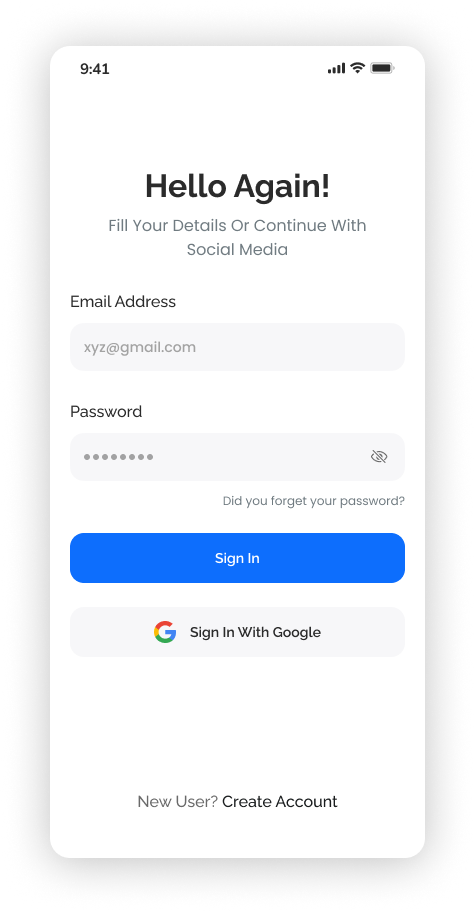 9:41
Hello Again!
Fill Your Details Or Continue With
Social Media
Email Address
xyz@gmail.com
Password
Did you forget your password?
Sign In
Sign In With Google
New User? Create Account